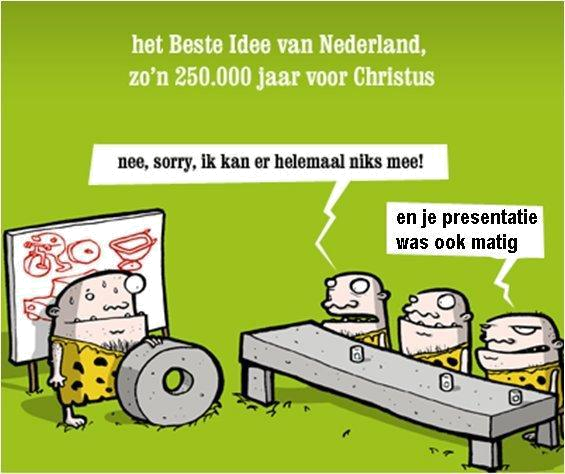 het Beste Idee van Nederland,
zo'n 250.000 jaar voor Christus
nee, sorry, ik kan er helemaal niks mee!
en je presentatie
was ook matig